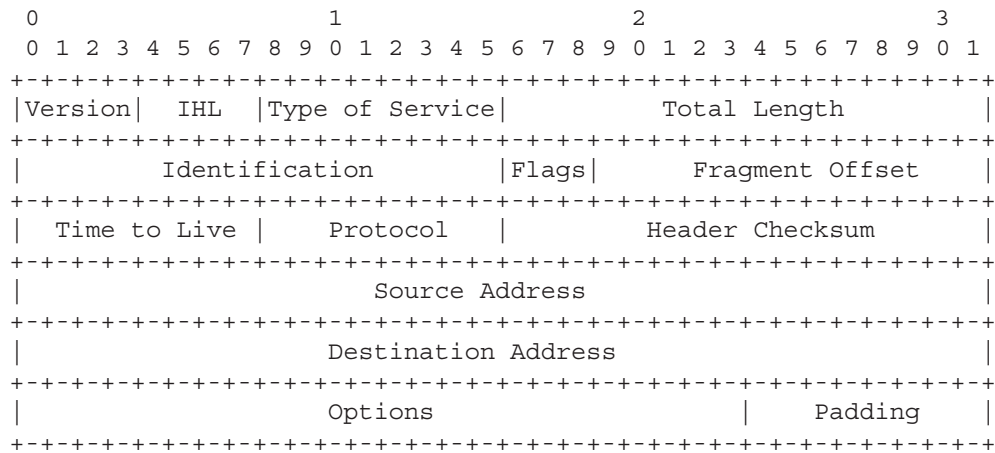 0                   1                   2                   3
 0 1 2 3 4 5 6 7 8 9 0 1 2 3 4 5 6 7 8 9 0 1 2 3 4 5 6 7 8 9 0 1
+-+-+-+-+-+-+-+-+-+-+-+-+-+-+-+-+-+-+-+-+-+-+-+-+-+-+-+-+-+-+-+-+
|Version|  IHL  |Type of Service|          Total Length         |
+-+-+-+-+-+-+-+-+-+-+-+-+-+-+-+-+-+-+-+-+-+-+-+-+-+-+-+-+-+-+-+-+
|         Identification        |Flags|      Fragment Offset    |
+-+-+-+-+-+-+-+-+-+-+-+-+-+-+-+-+-+-+-+-+-+-+-+-+-+-+-+-+-+-+-+-+
|  Time to Live |    Protocol   |         Header Checksum       |
+-+-+-+-+-+-+-+-+-+-+-+-+-+-+-+-+-+-+-+-+-+-+-+-+-+-+-+-+-+-+-+-+
|                       Source Address                          |
+-+-+-+-+-+-+-+-+-+-+-+-+-+-+-+-+-+-+-+-+-+-+-+-+-+-+-+-+-+-+-+-+
|                    Destination Address                        |
+-+-+-+-+-+-+-+-+-+-+-+-+-+-+-+-+-+-+-+-+-+-+-+-+-+-+-+-+-+-+-+-+
|                    Options                    |    Padding    |
+-+-+-+-+-+-+-+-+-+-+-+-+-+-+-+-+-+-+-+-+-+-+-+-+-+-+-+-+-+-+-+-+